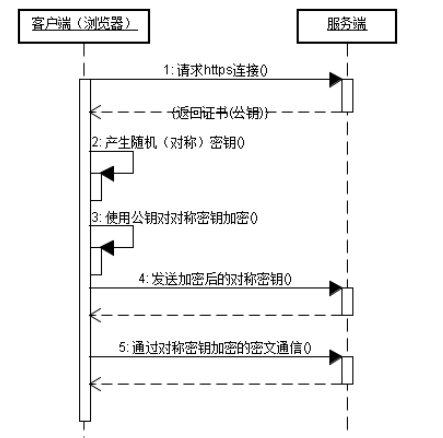 客户端（浏览器）
服务端
1: 请求https连接()
(返回证书(公钥))
2: 产生随机（对称）密钥()
3: 使用公钥对对称密钥加密()
4: 发送加密后的对称密钥()
5: 通过对称密钥加密的密文通信()